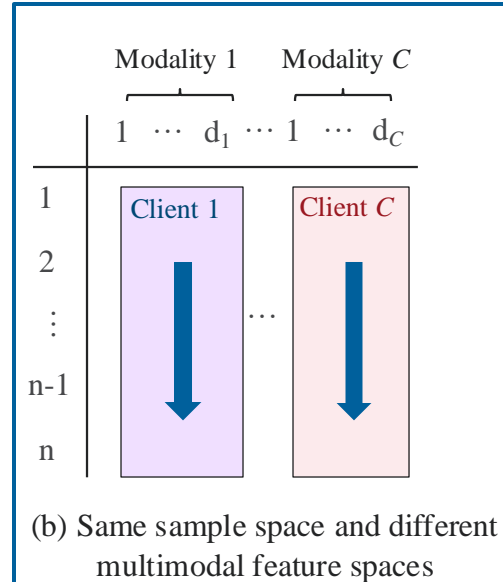 Modality 1 Modality C
1 ⋯ d₁ ⋯ 1 ⋯ d_C
1
Client 1 Client C
2
⋮ ⋯
n-1
n
(b) Same sample space and different
multimodal feature spaces